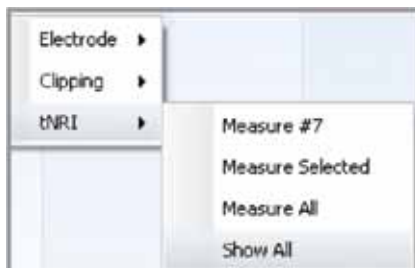 Electrode
Clipping
tNRI
Measure #7
Measure Selected
Measure All
Show All